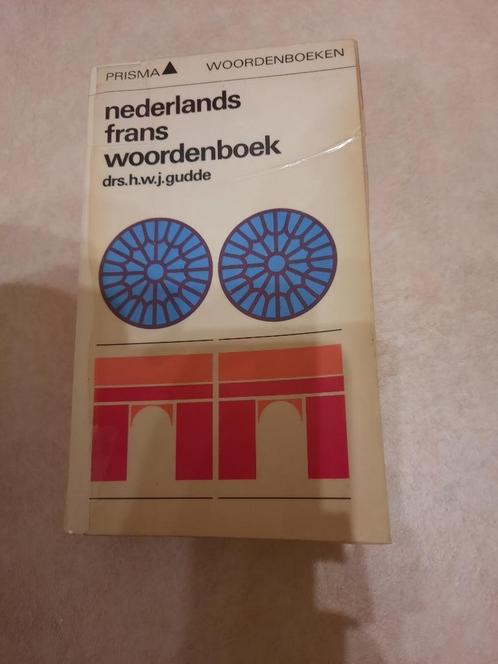 PRISMA WOORDENBOEKEN
nederlands
frans
woordenboek
drs.h.w.j.gudde